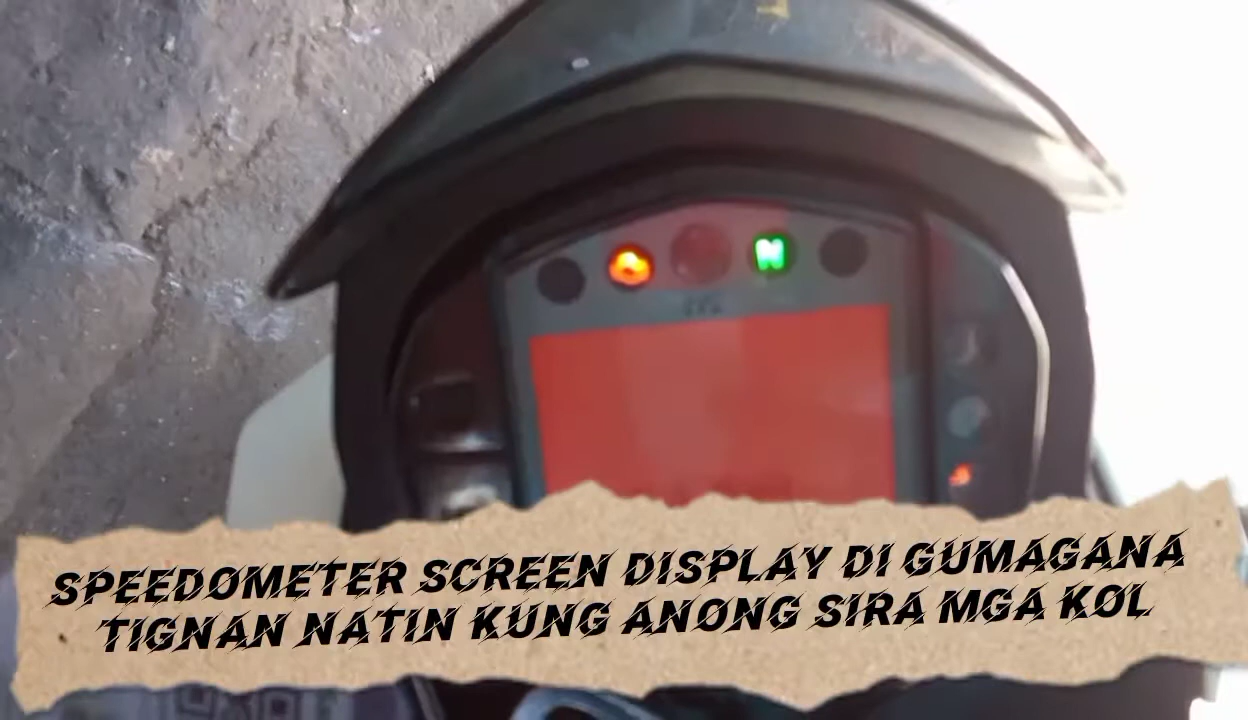 N
SPEEDOMETER SCREEN DISPLAY DI GUMAGANA
TIGNAN NATIN KUNG ANONG SIRA MGA KOL